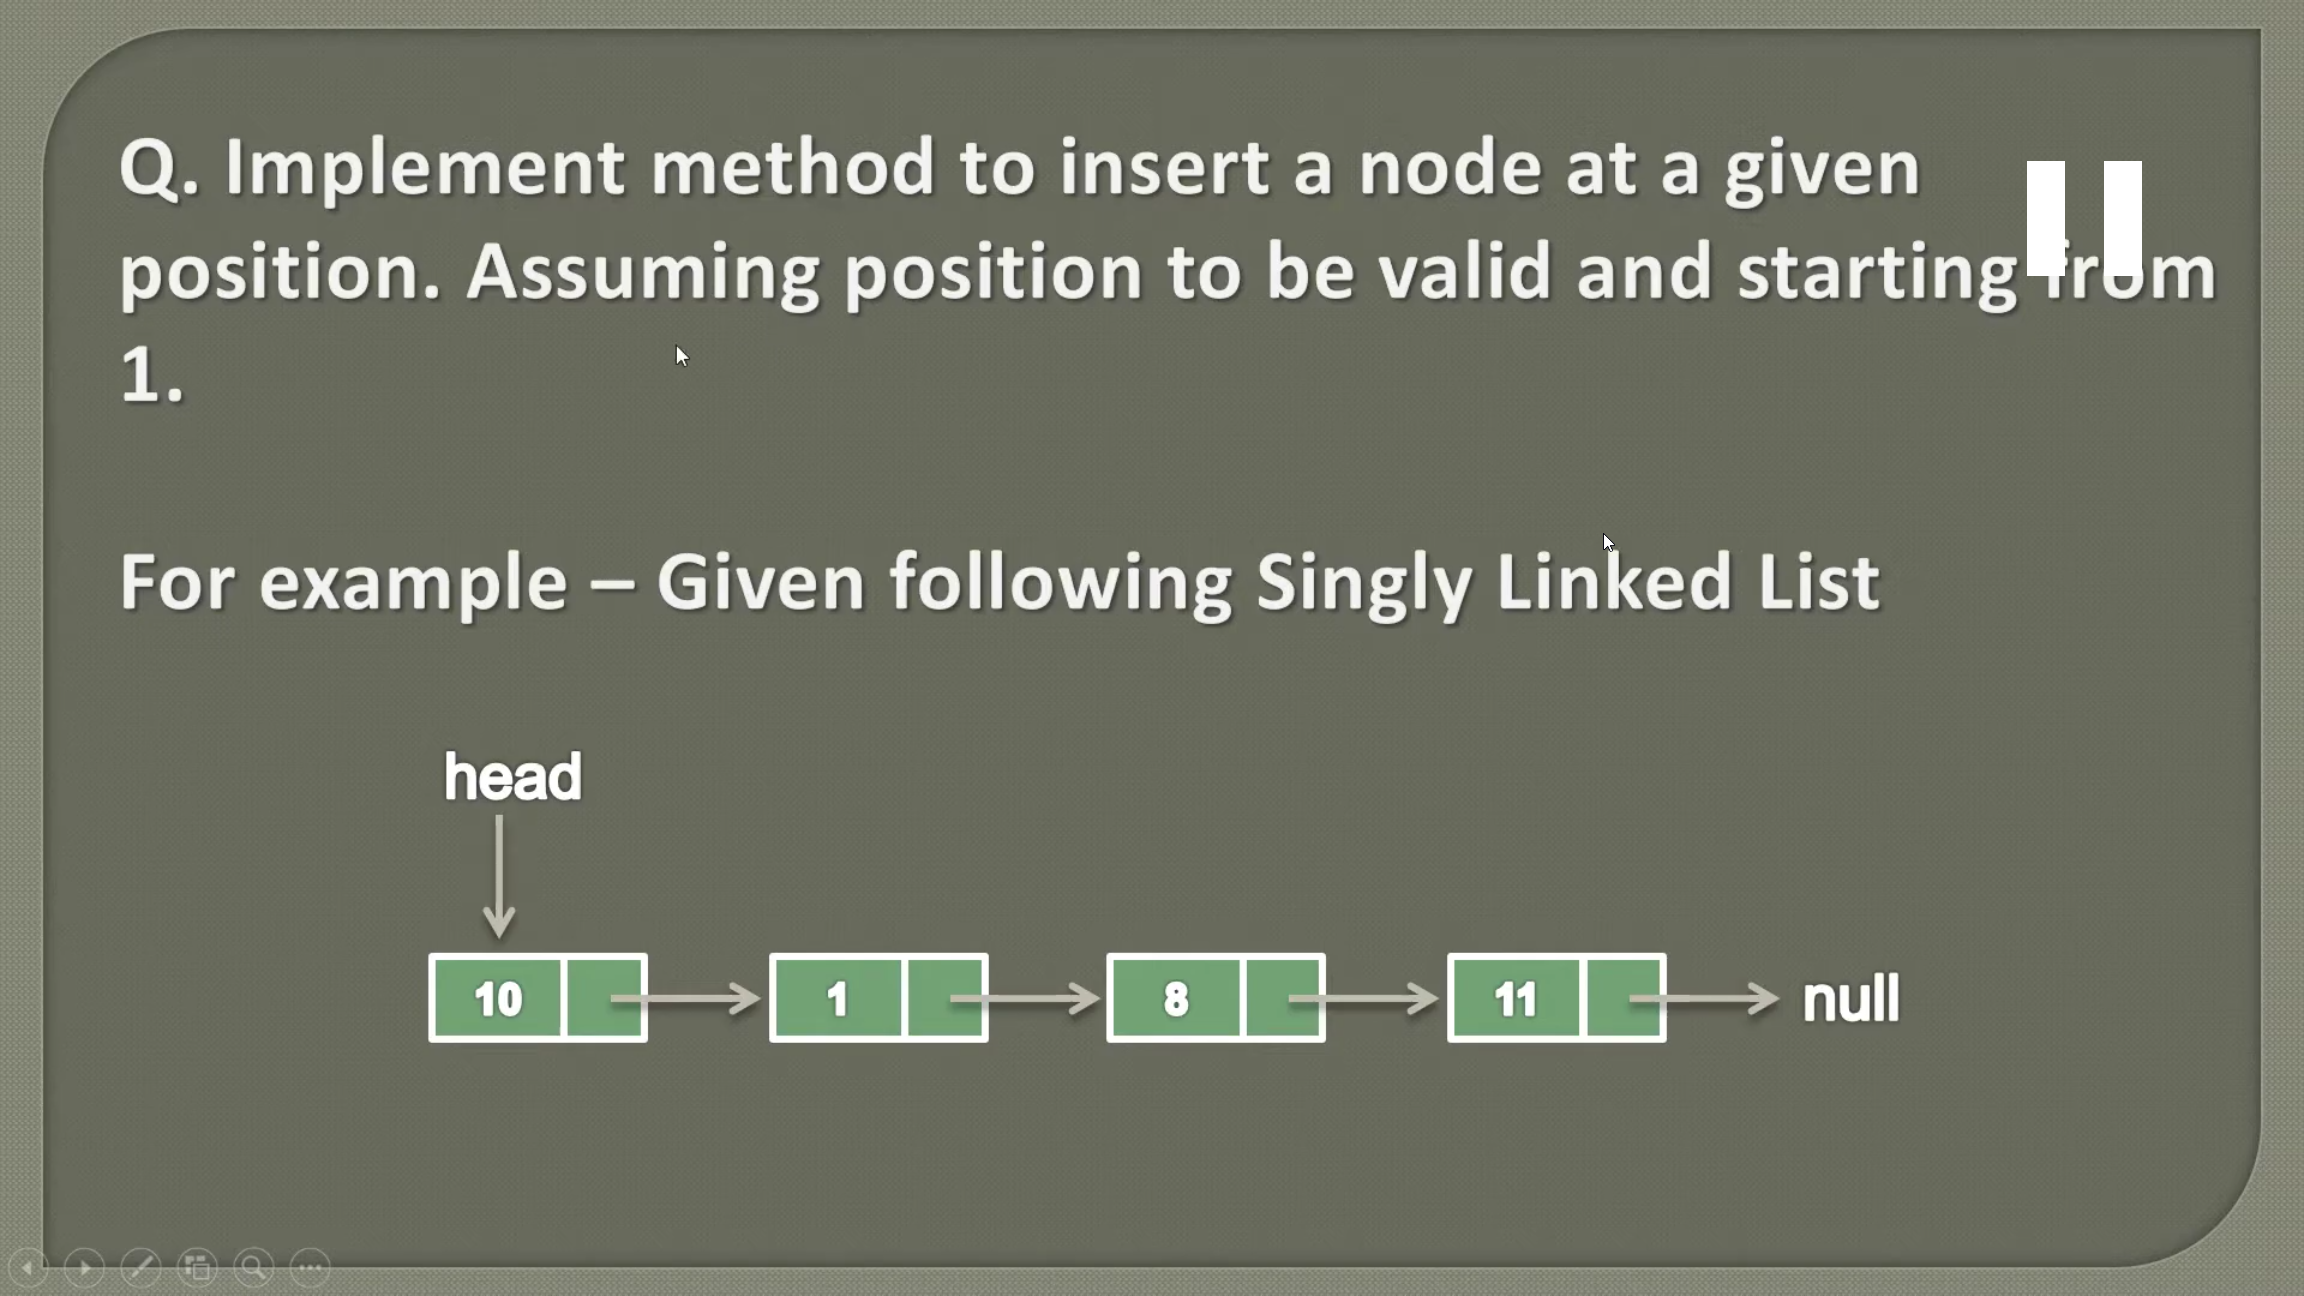 Q. Implement method to insert a node at a given
position. Assuming position to be valid and starting from
1.
For example – Given following Singly Linked List
head
10 1 8 11 null